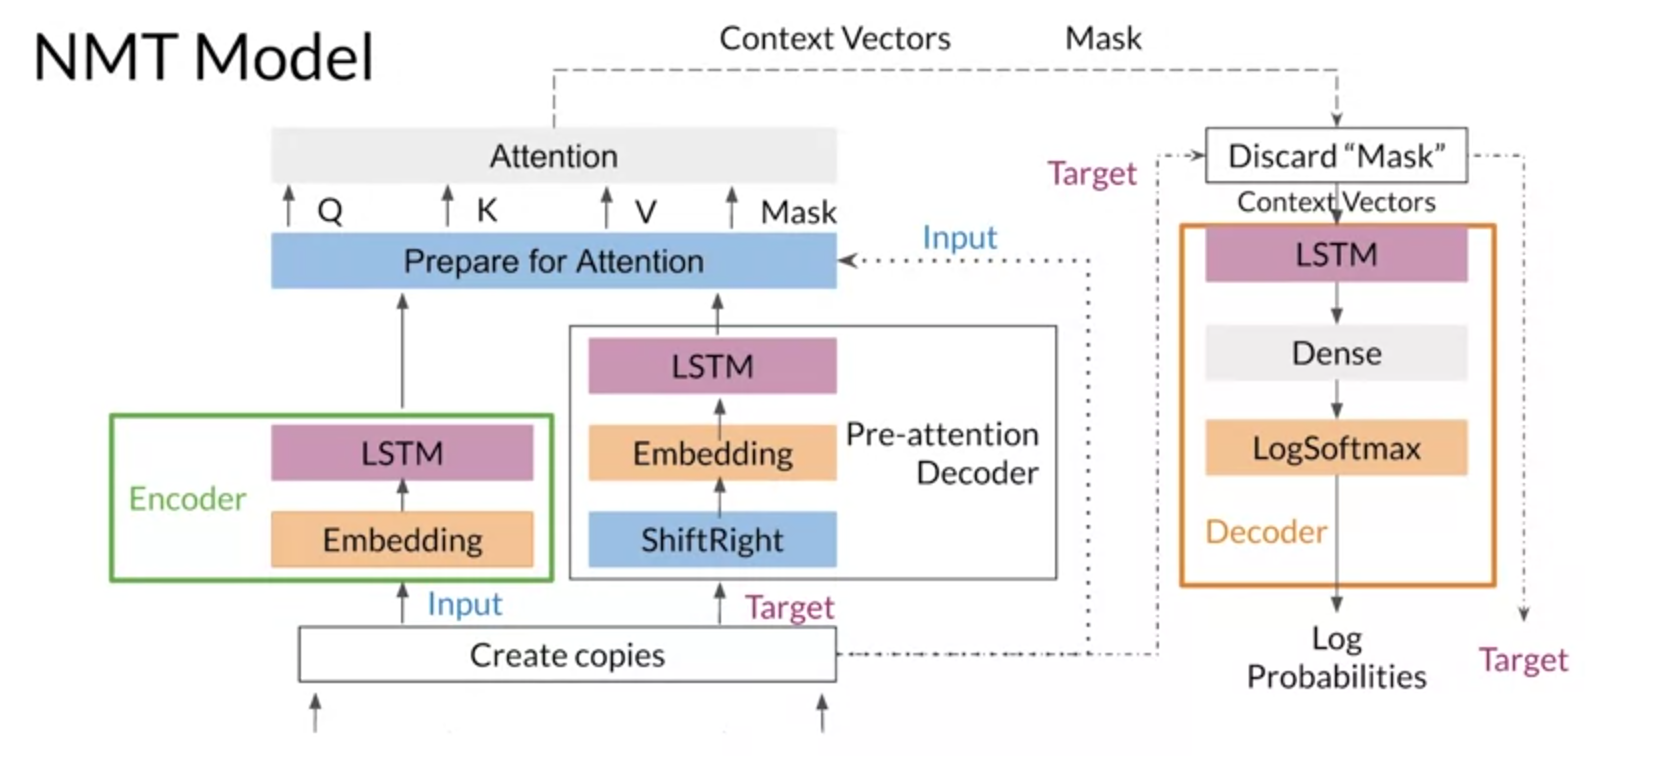 NMT Model
Context Vectors
Mask
Attention
Q
K
V
Mask
Prepare for Attention
Input
LSTM
Embedding
ShiftRight
Pre-attention
Decoder
Encoder
LSTM
Embedding
Input
Target
Create copies
Target
Discard “Mask”
Context Vectors
LSTM
Dense
LogSoftmax
Decoder
Log
Probabilities
Target